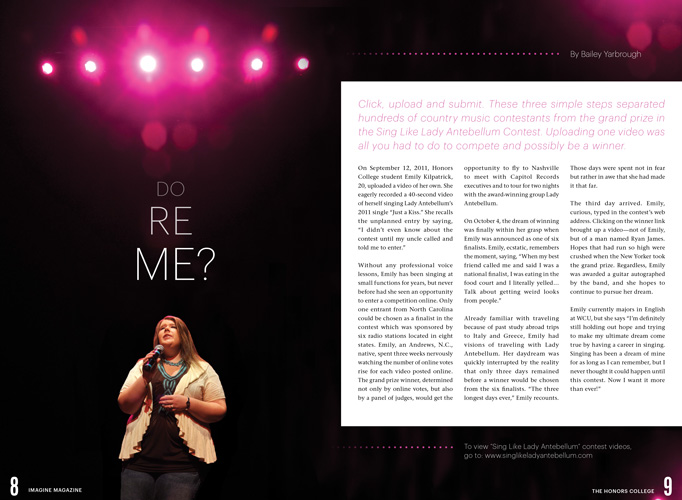 DO
RE
ME?
8
IMAGINE MAGAZINE
By Bailey Yarbrough
Click, upload and submit. These three simple steps separated
hundreds of country music contestants from the grand prize in
the Sing Like Lady Antebellum Contest. Uploading one video was
all you had to do to compete and possibly be a winner.
On September 12, 2011, Honors
College student Emily Kilpatrick,
20, uploaded a video of her own. She
eagerly recorded a 40-second video
of herself singing Lady Antebellum's
2011 single "Just a Kiss." She recalls
the unplanned entry by saying,
"I didn't even know about the
contest until my uncle called and
told me to enter."
Without any professional voice
lessons, Emily has been singing at
small functions for years, but never
before had she seen an opportunity
to enter a competition online. Only
one entrant from North Carolina
could be chosen as a finalist in the
contest which was sponsored by
six radio stations located in eight
states. Emily, an Andrews, N.C.,
native, spent three weeks nervously
watching the number of online votes
rise for each video posted online.
The grand prize winner, determined
not only by online votes, but also
by a panel of judges, would get the
opportunity to fly to Nashville
to meet with Capitol Records
executives and to tour for two nights
with the award-winning group Lady
Antebellum.
On October 4, the dream of winning
was finally within her grasp when
Emily was announced as one of six
finalists. Emily, ecstatic, remembers
the moment, saying, "When my best
friend called me and said I was a
national finalist, I was eating in the
food court and I literally yelled...
Talk about getting weird looks
from people."
Already familiar with traveling
because of past study abroad trips
to Italy and Greece, Emily had
visions of traveling with Lady
Antebellum. Her daydream was
quickly interrupted by the reality
that only three days remained
before a winner would be chosen
from the six finalists. "The three
longest days ever," Emily recounts.
Those days were spent not in fear
but rather in awe that she had made
it that far.
The third day arrived. Emily,
curious, typed in the contest's web
address. Clicking on the winner link
brought up a video—not of Emily,
but of a man named Ryan James.
Hopes that had run so high were
crushed when the New Yorker took
the grand prize. Regardless, Emily
was awarded a guitar autographed
by the band, and she hopes to
continue to pursue her dream.
Emily currently majors in English
at WCU, but she says "I'm definitely
still holding out hope and trying
to make my ultimate dream come
true by having a career in singing.
Singing has been a dream of mine
for as long as I can remember, but I
never thought it could happen until
this contest. Now I want it more
than ever!"
To view "Sing Like Lady Antebellum" contest videos,
go to: www.singlikeladyantebellum.com
THE HONORS COLLEGE
9